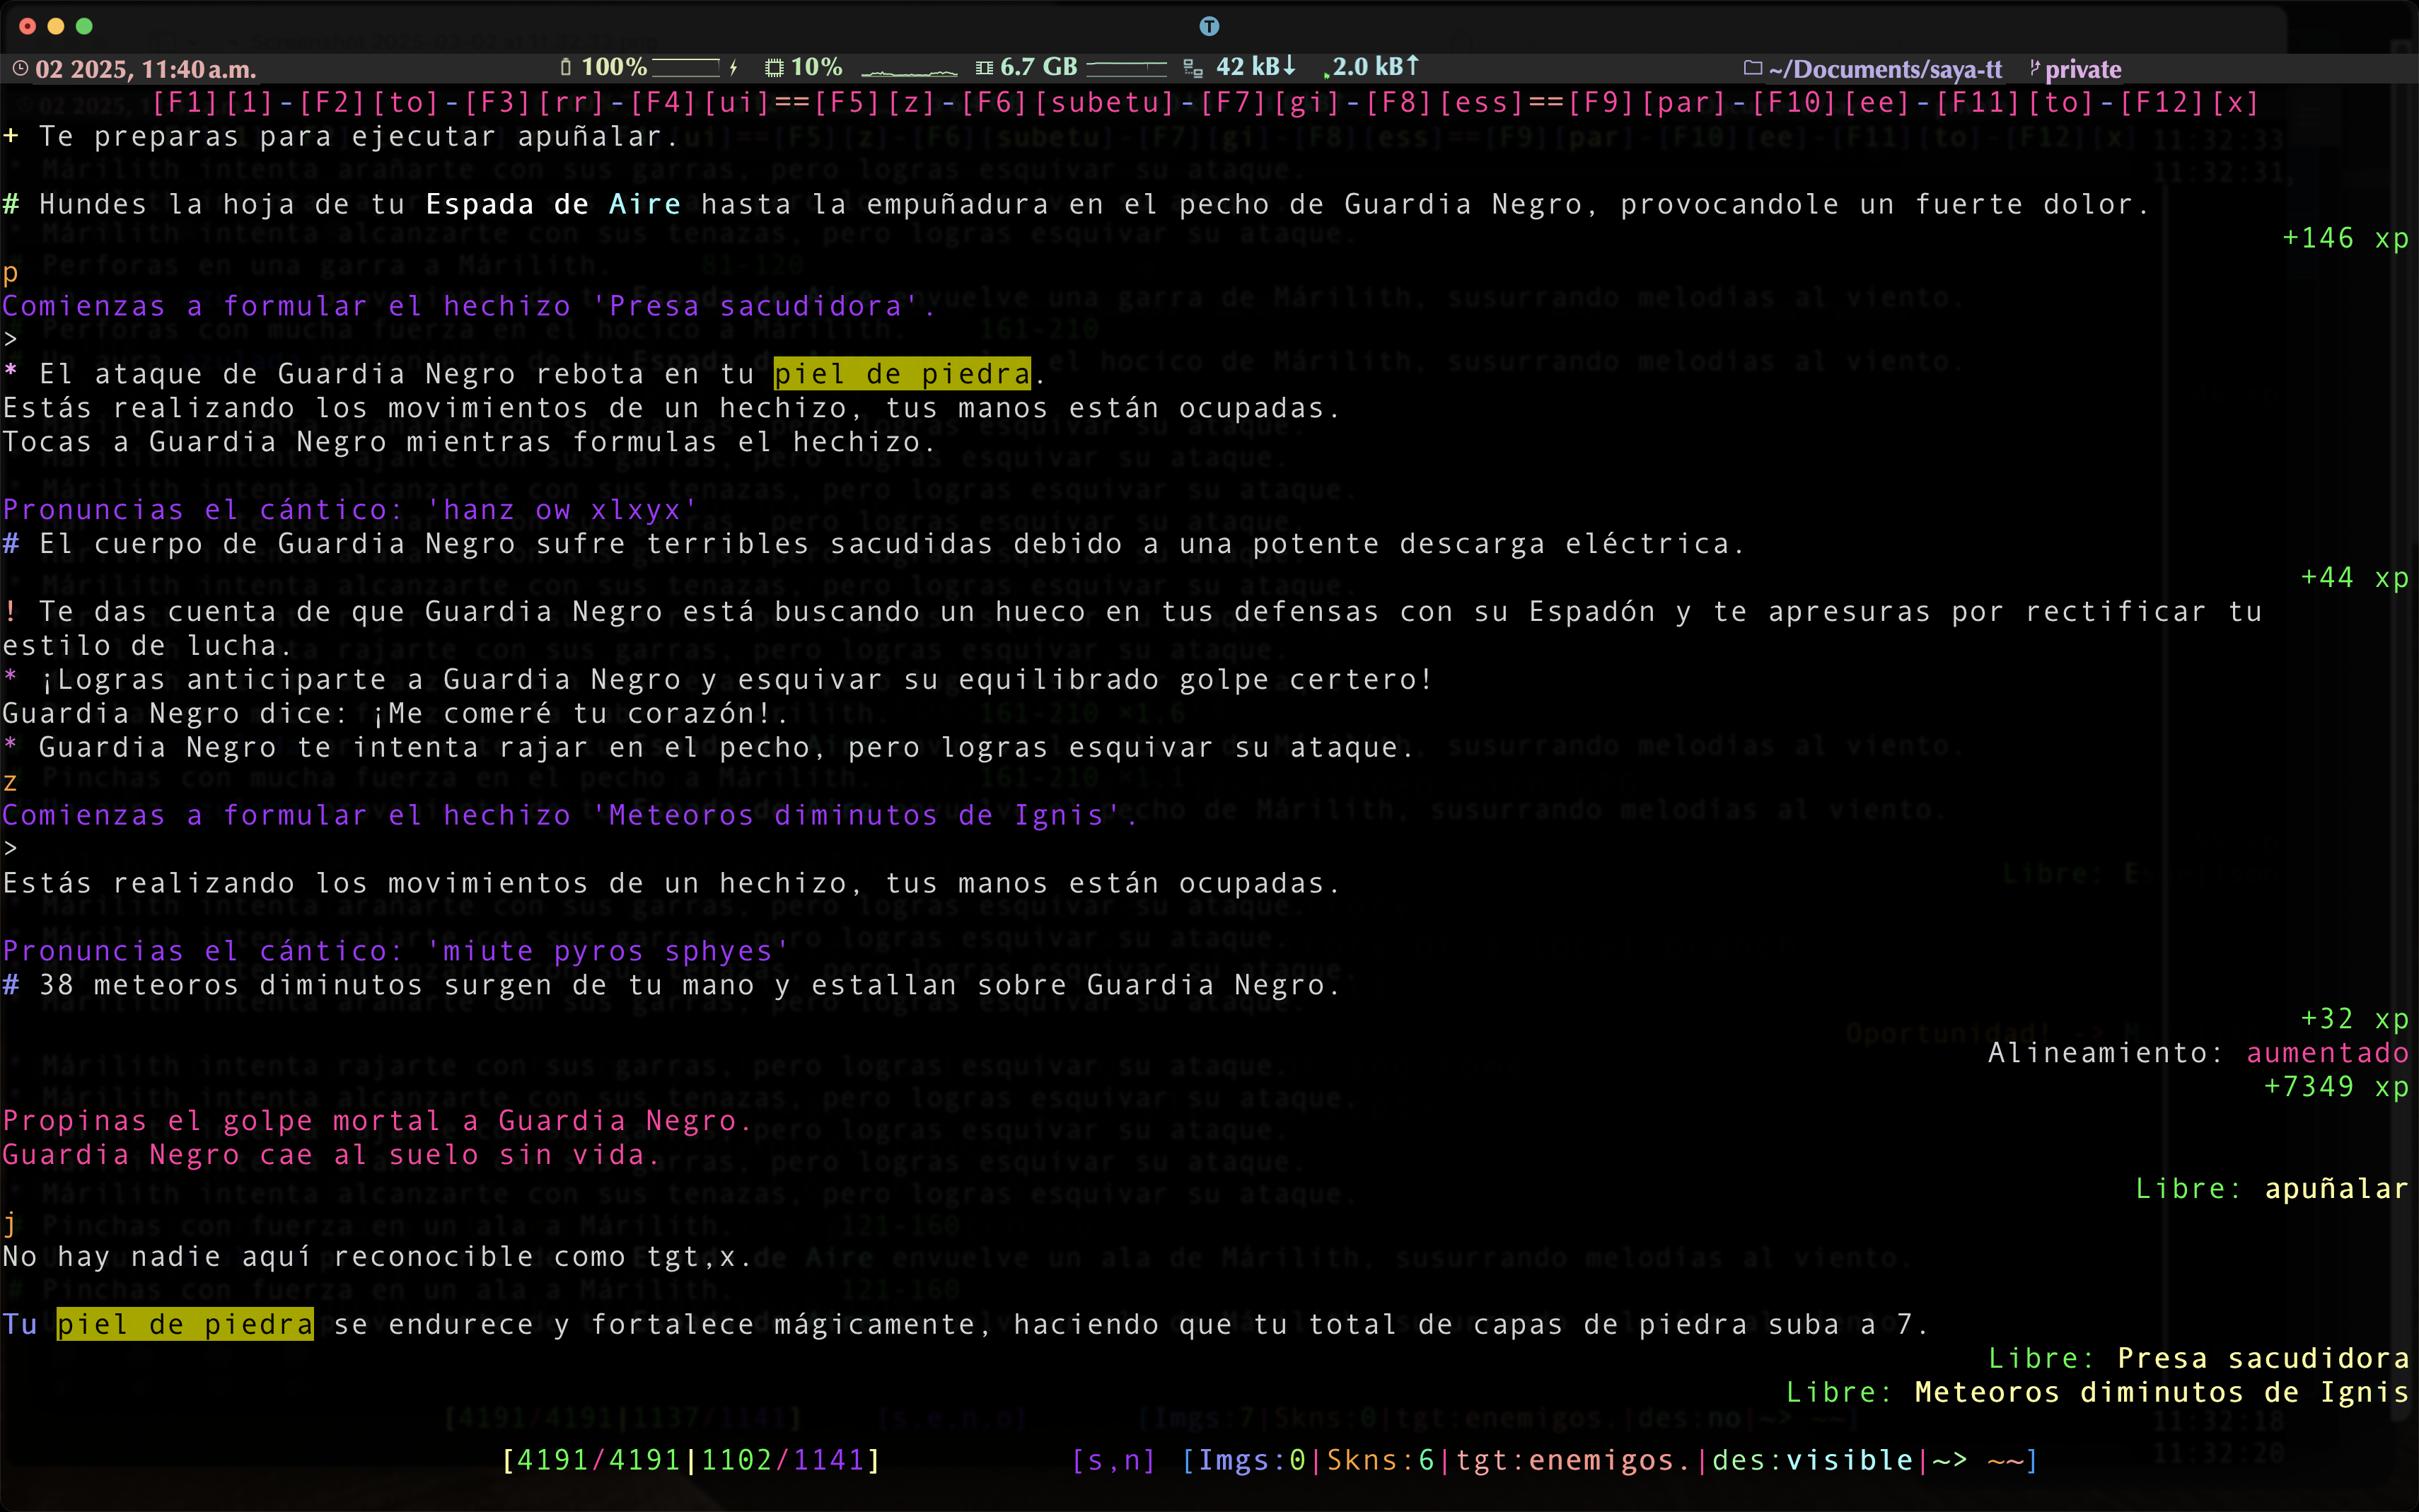 02 2025, 11:40 a.m. 100% 10% 6.7 GB 42 kB↓ 2.0 kB↑ ~/Documents/saya-tt private
[F1][1]-[F2][to]-[F3][rr]-[F4][ui]==[F5][z]-[F6][subetu]-[F7][gi]-[F8][ess]==[F9][par]-[F10][ee]-[F11][to]-[F12][x]
+ Te preparas para ejecutar apuñalar.
# Hundes la hoja de tu Espada de Aire hasta la empuñadura en el pecho de Guardia Negro, provocandole un fuerte dolor.
+146 xp
p
Comienzas a formular el hechizo 'Presa sacudidora'.
>
* El ataque de Guardia Negro rebota en tu piel de piedra.
Estás realizando los movimientos de un hechizo, tus manos están ocupadas.
Tocas a Guardia Negro mientras formulas el hechizo.
Pronuncias el cántico: 'hanz ow xlxyx'
# El cuerpo de Guardia Negro sufre terribles sacudidas debido a una potente descarga eléctrica.
+44 xp
! Te das cuenta de que Guardia Negro está buscando un hueco en tus defensas con su Espadón y te apresuras por rectificar tu
estilo de lucha.
* ¡Logras anticiparte a Guardia Negro y esquivar su equilibrado golpe certero!
Guardia Negro dice: ¡Me comeré tu corazón!.
* Guardia Negro te intenta rajar en el pecho, pero logras esquivar su ataque.
z
Comienzas a formular el hechizo 'Meteoros diminutos de Ignis'.
>
Estás realizando los movimientos de un hechizo, tus manos están ocupadas.
Pronuncias el cántico: 'miute pyros sphyes'
# 38 meteoros diminutos surgen de tu mano y estallan sobre Guardia Negro.
+32 xp
Alineamiento: aumentado
+7349 xp
Propinas el golpe mortal a Guardia Negro.
Guardia Negro cae al suelo sin vida.
Libre: apuñalar
j
No hay nadie aquí reconocible como tgt,x.
Tu piel de piedra se endurece y fortalece mágicamente, haciendo que tu total de capas de piedra suba a 7.
Libre: Presa sacudidora
Libre: Meteoros diminutos de Ignis
[4191/4191|1102/1141] [s,n] [Imgs:0|Skns:6|tgt:enemigos.|des:visible|~> ~~]